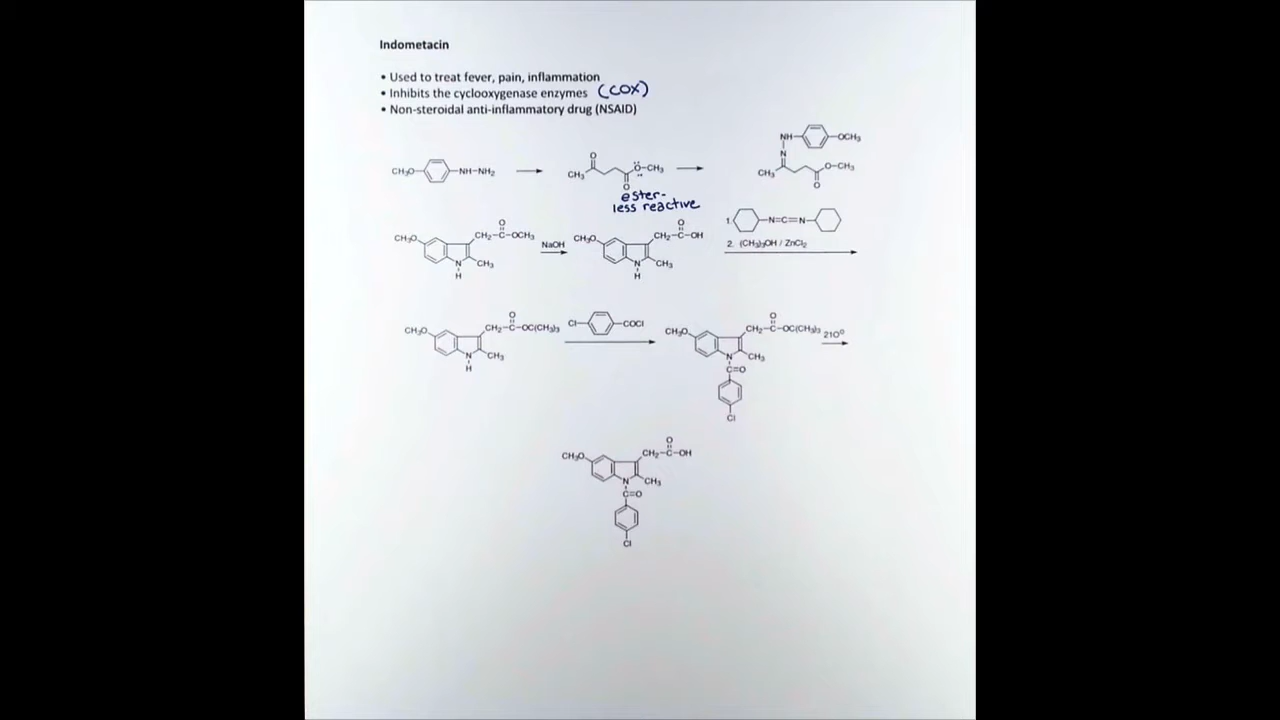 Indometacin
• Used to treat fever, pain, inflammation
• Inhibits the cyclooxygenase enzymes (COX)
• Non-steroidal anti-inflammatory drug (NSAID)
NH
OCH₃
N
CH₃O
NH-NH₂
O
CH₃
O-CH₃
O
CH₃
O-CH₃
O
ester-
less reactive
CH₃O
CH₂-C-OCH₃
O
N
H
CH₃
NaOH
CH₃O
CH₂-C-OH
O
N
H
CH₃
1. N=C=N
2. (CH₃)₃OH / ZnCl₂
CH₃O
CH₂-C-OC(CH₃)₃
O
N
H
CH₃
Cl
COCl
CH₃O
CH₂-C-OC(CH₃)₃
O
N
CH₃
C=O
Cl
210°
CH₃O
CH₂-C-OH
O
N
CH₃
C=O
Cl